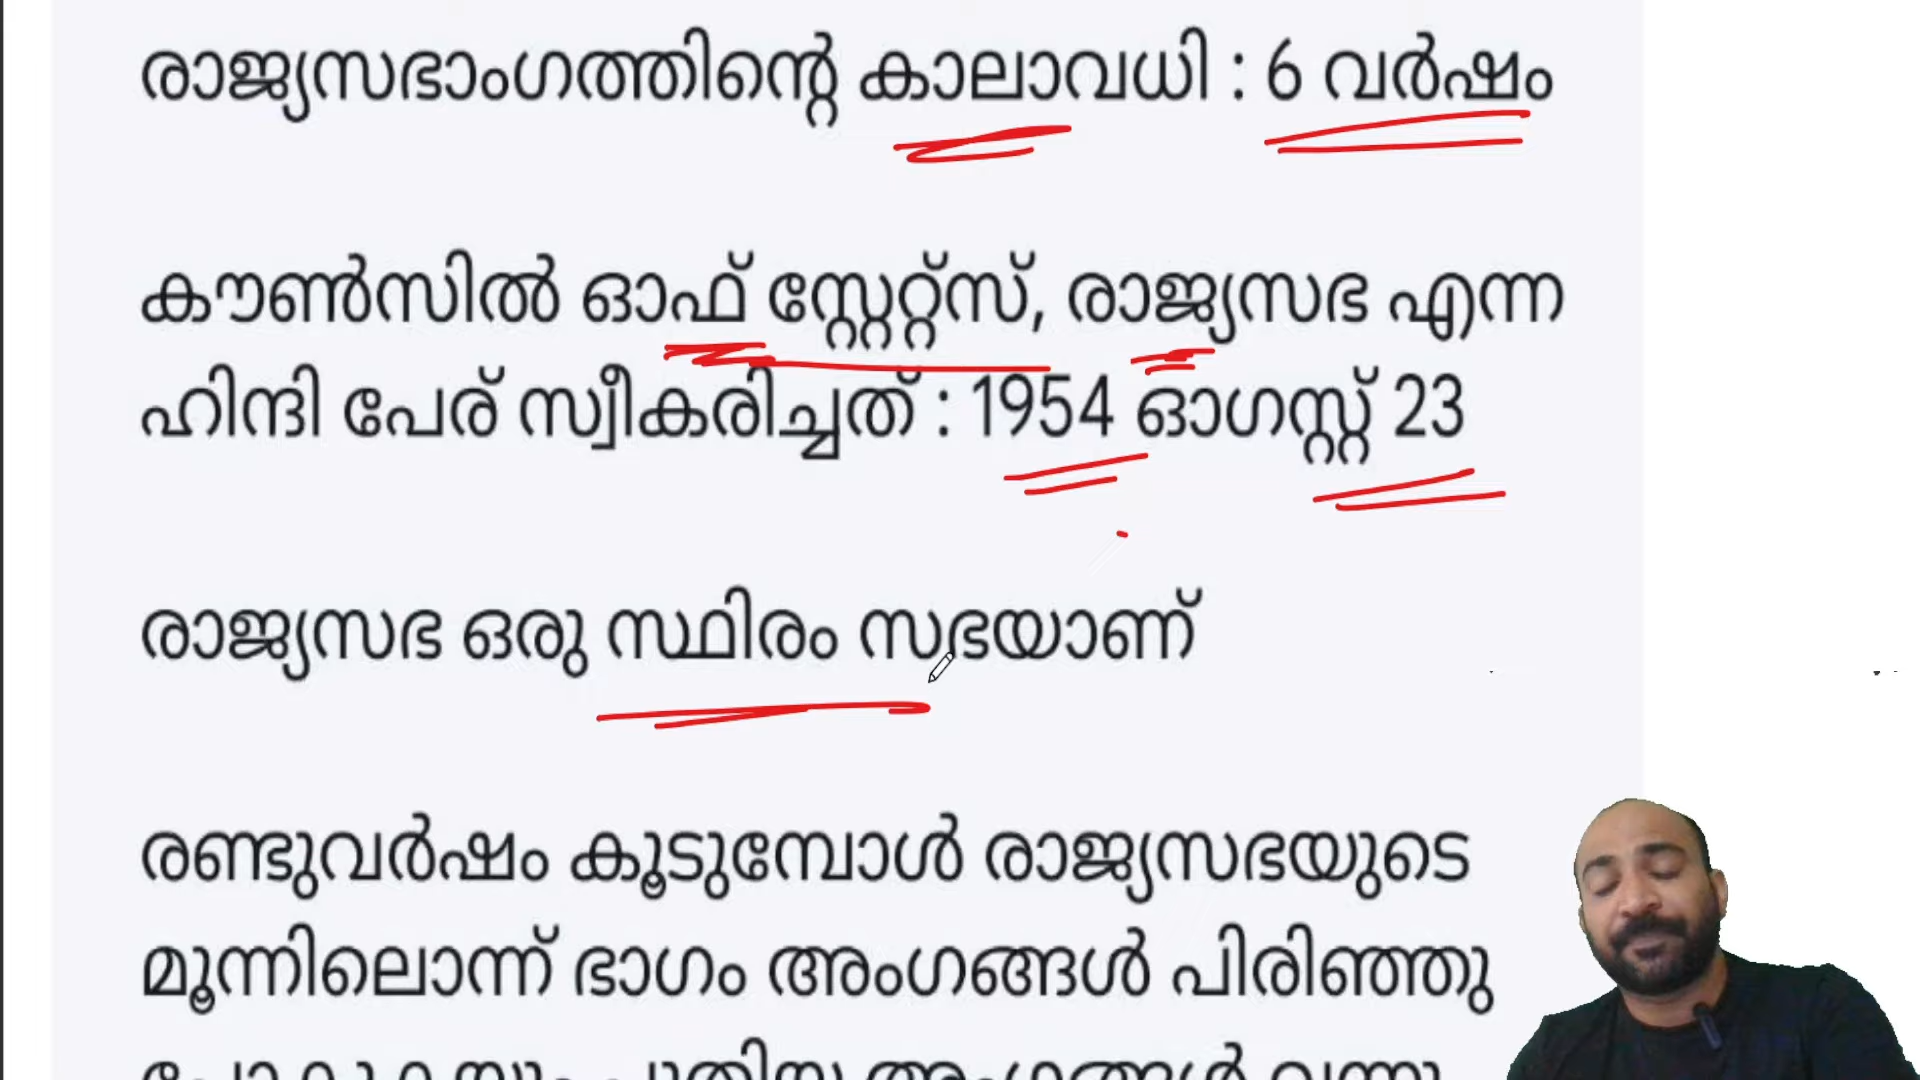 രാജ്യസഭാംഗത്തിന്റെ കാലാവധി : 6 വർഷം
കൗൺസിൽ ഓഫ് സ്റ്റേറ്റ്സ്, രാജ്യസഭ എന്ന
ഹിന്ദി പേര് സ്വീകരിച്ചത് : 1954 ഓഗസ്റ്റ് 23
രാജ്യസഭ ഒരു സ്ഥിരം സഭയാണ്
രണ്ടുവർഷം കൂടുമ്പോൾ രാജ്യസഭയുടെ
മൂന്നിലൊന്ന് ഭാഗം അംഗങ്ങൾ പിരിഞ്ഞു